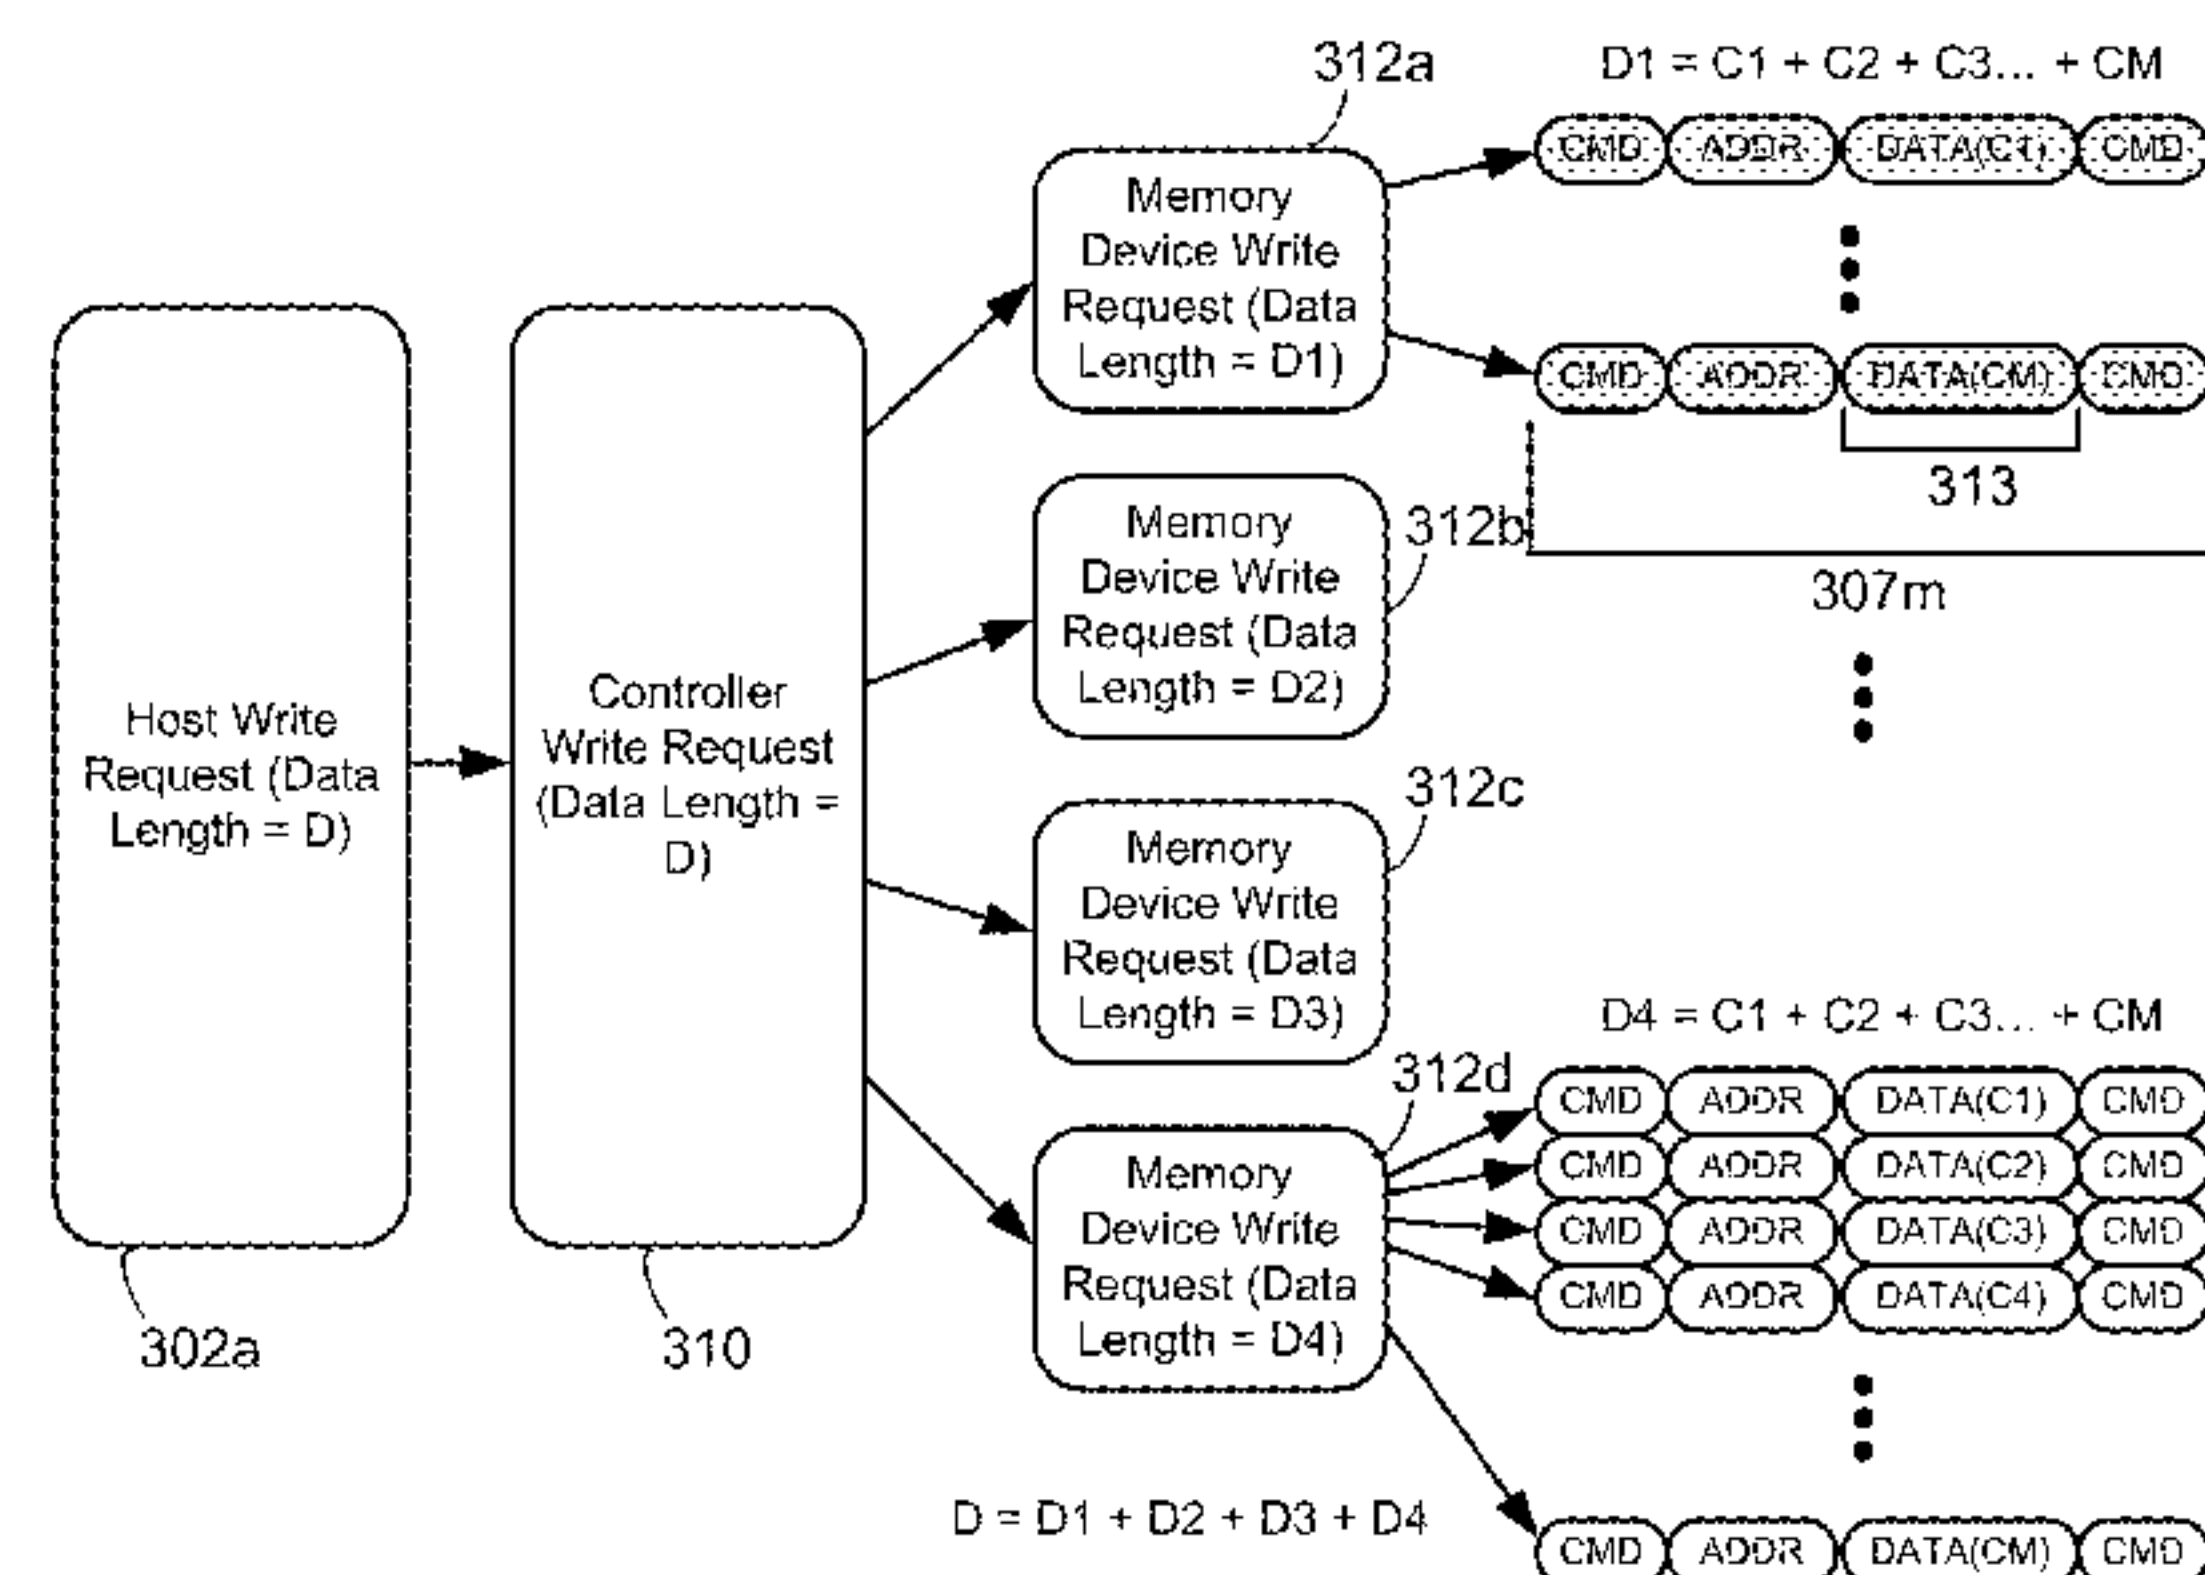 312a
D1 = C1 + C2 + C3... + CM
CMD ADDR DATA(C1) CMD
Memory
Device Write
Request (Data
Length = D1)
CMD ADDR DATA(CM) CMD
313
307m
312b
Memory
Device Write
Request (Data
Length = D2)
Host Write
Request (Data
Length = D)
Controller
Write Request
(Data Length =
D)
312c
Memory
Device Write
Request (Data
Length = D3)
D4 = C1 + C2 + C3... + CM
312d
CMD ADDR DATA(C1) CMD
CMD ADDR DATA(C2) CMD
CMD ADDR DATA(C3) CMD
CMD ADDR DATA(C4) CMD
Memory
Device Write
Request (Data
Length = D4)
302a
310
D = D1 + D2 + D3 + D4
CMD ADDR DATA(CM) CMD